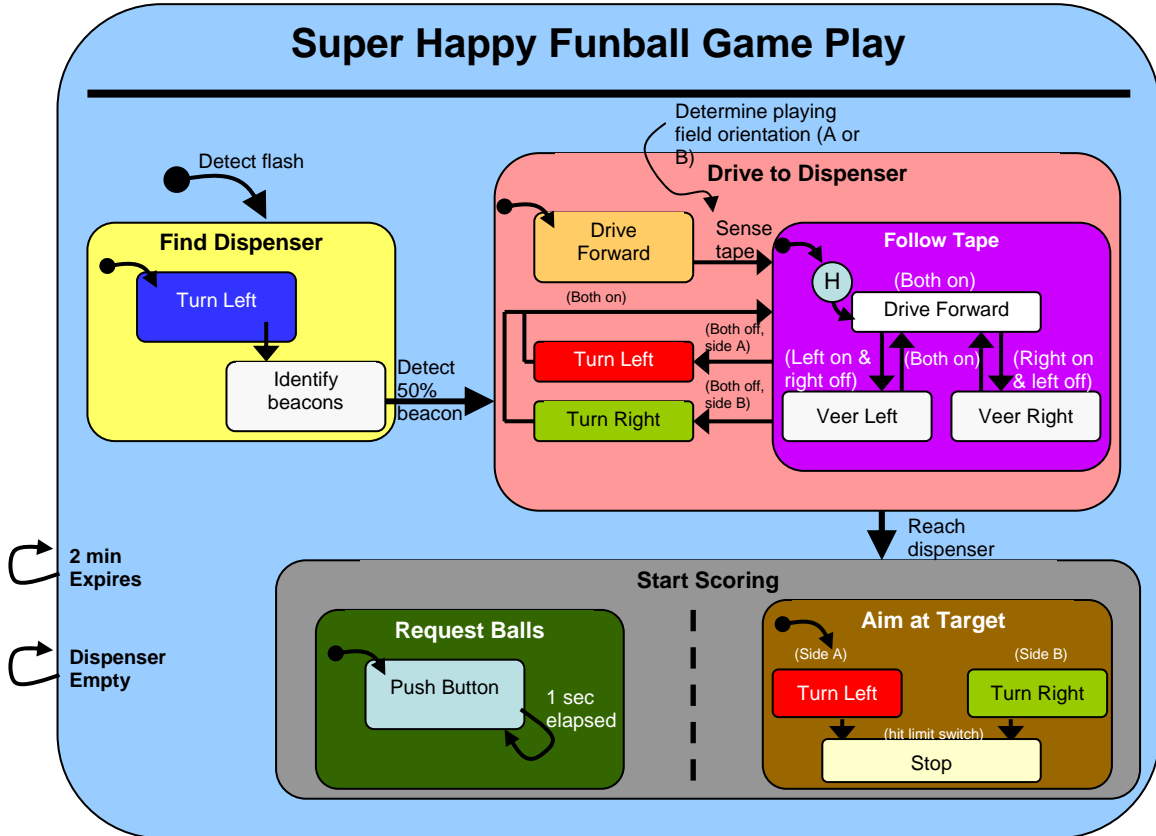 Super Happy Funball Game Play
Determine playing
field orientation (A or
B)
Detect flash
Drive to Dispenser
Find Dispenser
Drive
Forward
Sense
tape
Follow Tape
Turn Left
H
(Both on)
(Both on)
Drive Forward
Identify
beacons
Detect
50%
beacon
Turn Left
(Both off,
side A)
(Left on &
right off)
(Both on)
(Right on
& left off)
Turn Right
(Both off,
side B)
Veer Left
Veer Right
Reach
dispenser
2 min
Expires
Start Scoring
Request Balls
Aim at Target
Dispenser
Empty
Push Button
1 sec
elapsed
(Side A)
(Side B)
Turn Left
Turn Right
(hit limit switch)
Stop